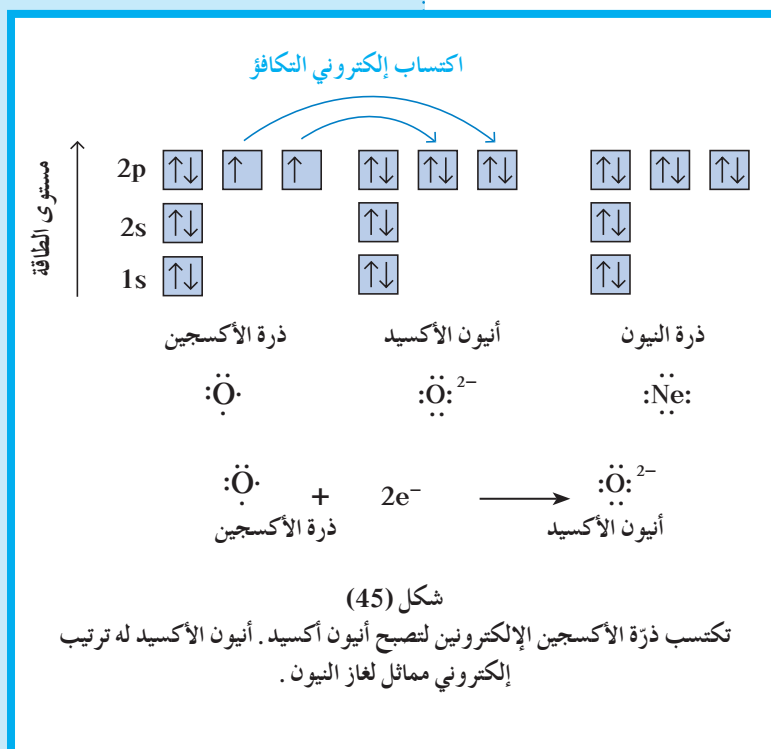 اكتساب إلكتروني التكافؤ
مستوى الطاقة
2p ↑↓ ↑ ↑ ↑↓ ↑↓ ↑↓ ↑↓ ↑↓ ↑↓
2s ↑↓ ↑↓ ↑↓
1s ↑↓ ↑↓ ↑↓
ذرة الأكسجين أنيون الأكسيد ذرة النيون
:Ö· :Ö:²⁻ :Ne:
:Ö· + 2e⁻ ⟶ :Ö:²⁻
ذرة الأكسجين أنيون الأكسيد
شكل (45)
تكتسب ذرّة الأكسجين الإلكترونين لتصبح أنيون أكسيد. أنيون الأكسيد له ترتيب
إلكتروني مماثل لغاز النيون.